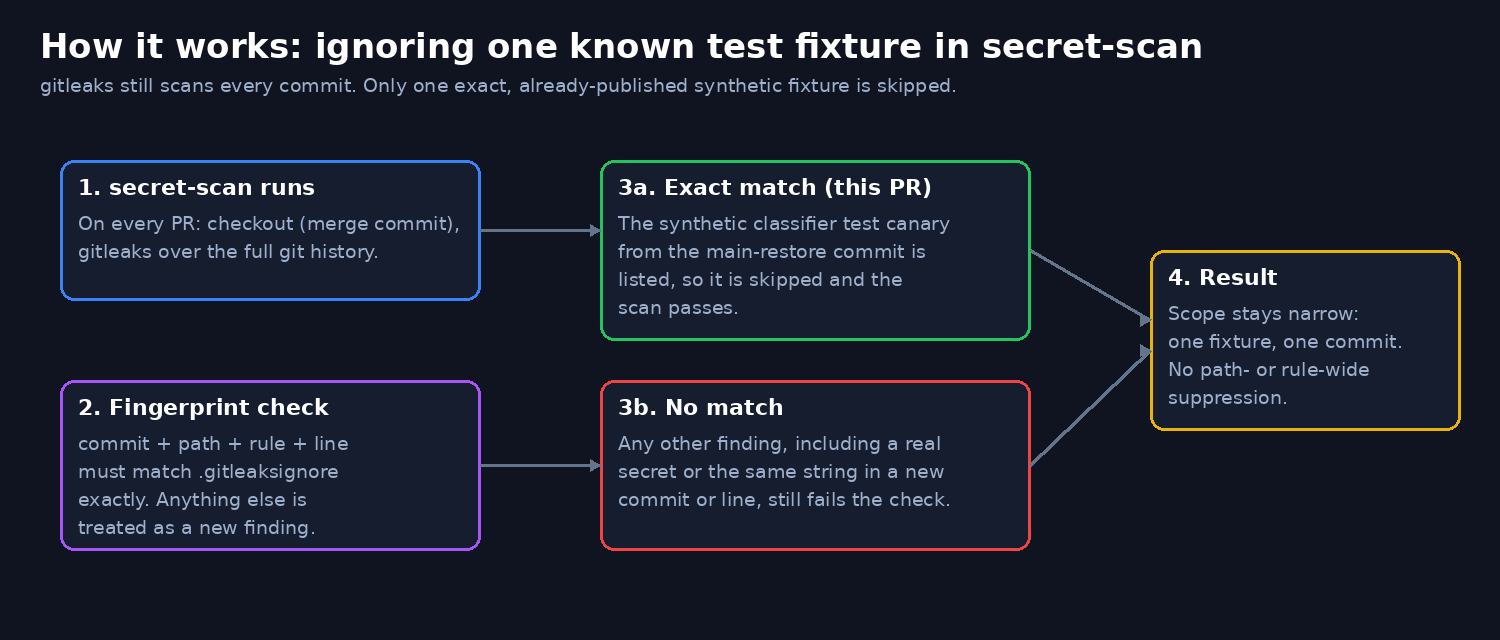 How it works: ignoring one known test fixture in secret-scan
gitleaks still scans every commit. Only one exact, already-published synthetic fixture is skipped.
1. secret-scan runs
On every PR: checkout (merge commit),
gitleaks over the full git history.
2. Fingerprint check
commit + path + rule + line
must match .gitleaksignore
exactly. Anything else is
treated as a new finding.
3a. Exact match (this PR)
The synthetic classifier test canary
from the main-restore commit is
listed, so it is skipped and the
scan passes.
3b. No match
Any other finding, including a real
secret or the same string in a new
commit or line, still fails the check.
4. Result
Scope stays narrow:
one fixture, one commit.
No path- or rule-wide
suppression.